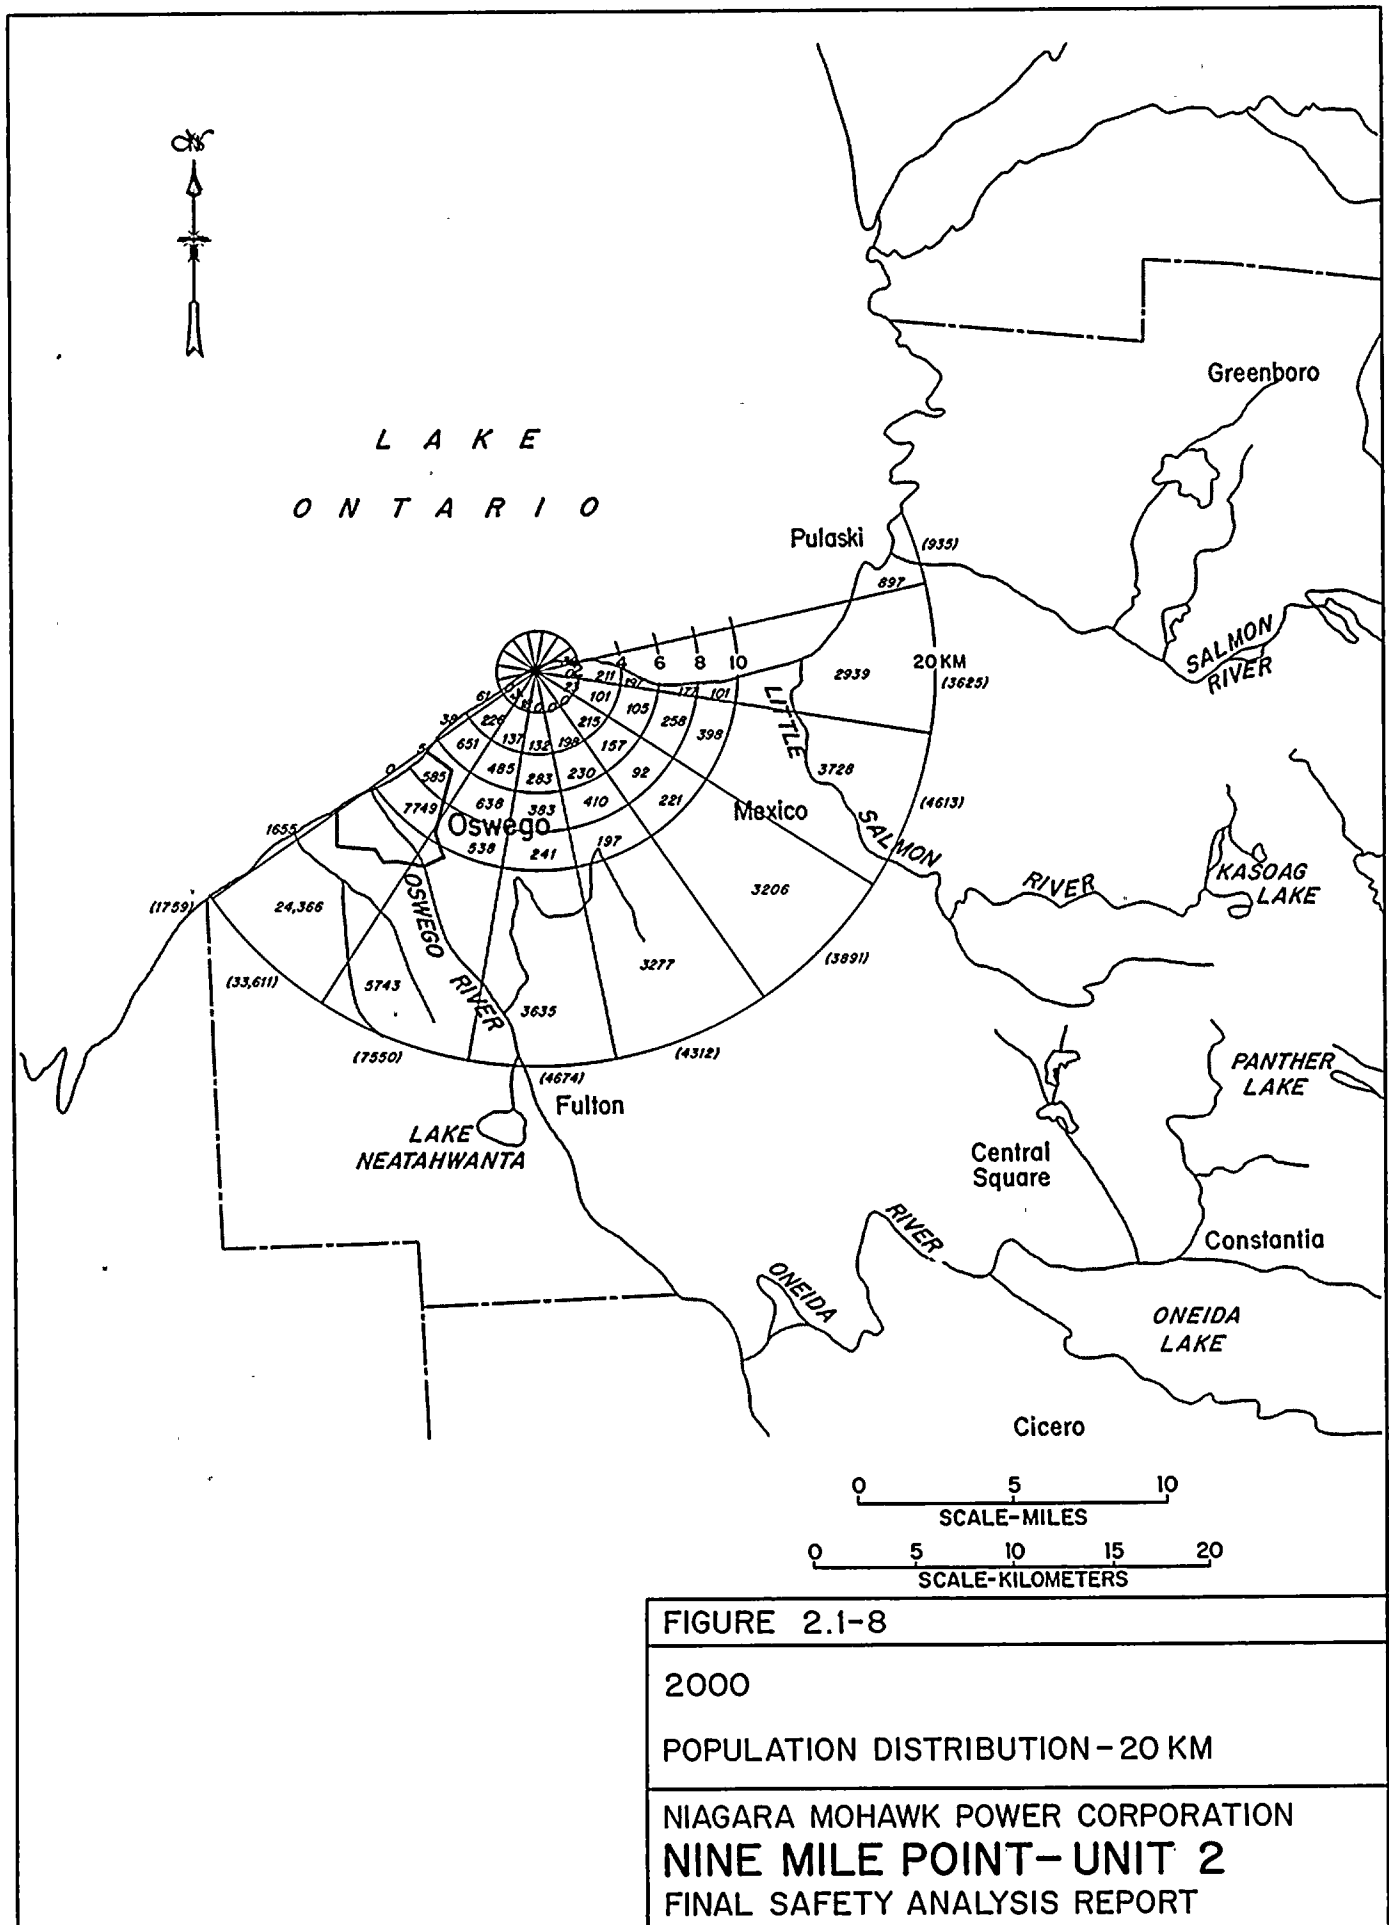 Greenboro
LAKE
ONTARIO
Pulaski
(935)
897
SALMON
RIVER
4 6 8 10
20 KM
(3625)
2939
211
197
177
101
101
105
258
398
LITTLE
SALMON
RIVER
3728
(4613)
61
226
137
132
198
215
157
92
221
38
651
485
283
230
410
5
0
585
638
383
7749
Oswego
538
241
197
Mexico
1655
(1759)
24,366
OSWEGO
RIVER
3206
KASOAG
LAKE
(3891)
(33,611)
5743
3635
3277
(7550)
(4674)
(4312)
Fulton
LAKE
NEATAHWANTA
PANTHER
LAKE
Central
Square
Constantia
ONEIDA
RIVER
ONEIDA
LAKE
Cicero
0 5 10
SCALE-MILES
0 5 10 15 20
SCALE-KILOMETERS
FIGURE 2.1-8
2000
POPULATION DISTRIBUTION-20 KM
NIAGARA MOHAWK POWER CORPORATION
NINE MILE POINT-UNIT 2
FINAL SAFETY ANALYSIS REPORT